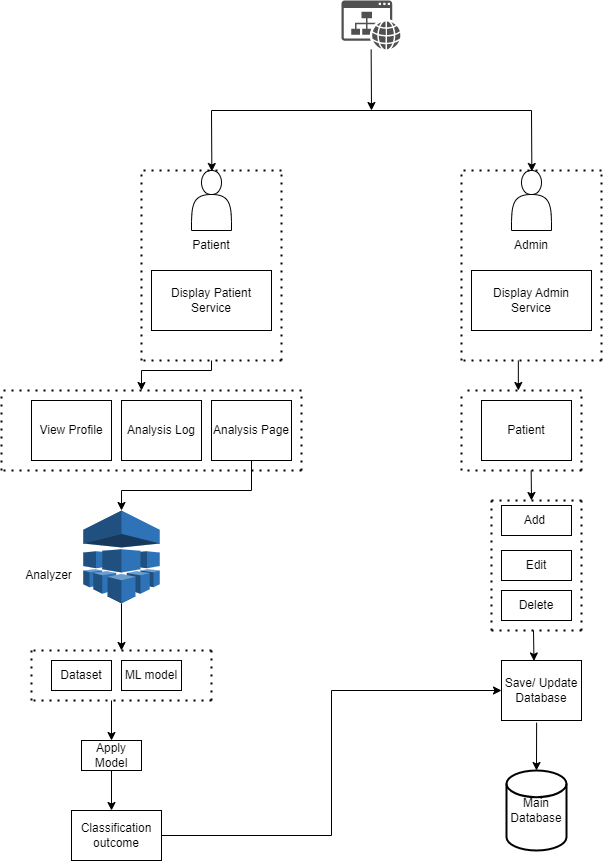 Patient
Admin
Display Patient
Service
Display Admin
Service
View Profile
Analysis Log
Analysis Page
Patient
Add
Edit
Delete
Analyzer
Dataset
ML model
Save/ Update
Database
Apply
Model
Main
Database
Classification
outcome